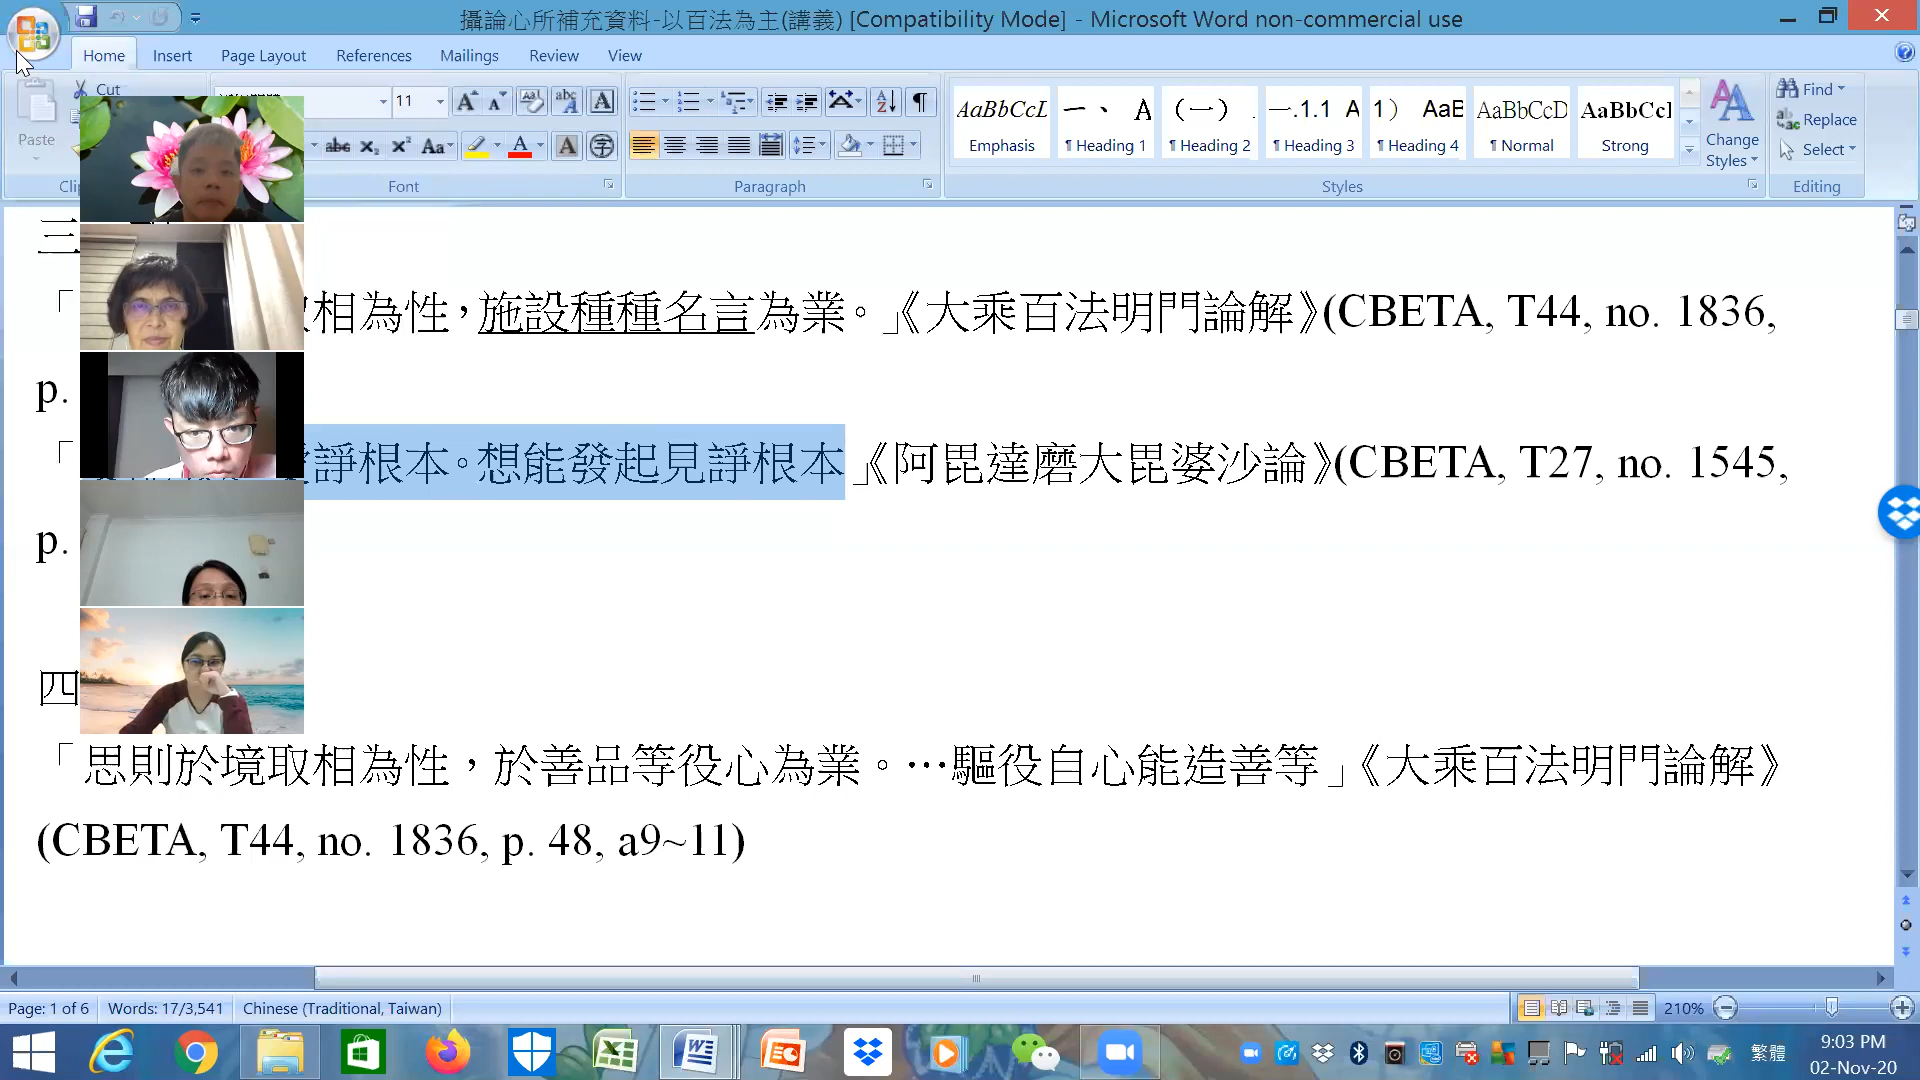 攝論心所補充資料-以百法為主(講義) [Compatibility Mode] - Microsoft Word non-commercial use
Home Insert Page Layout References Mailings Review View
Cut
11
Find
Paste
Replace
Select
Change Styles
AaBbCcL 一、 A (一) . 一.1.1 A 1) AaB AaBbCcD AaBbCcl
Emphasis ¶ Heading 1 ¶ Heading 2 ¶ Heading 3 ¶ Heading 4 ¶ Normal Strong
Font Paragraph Styles Editing
三
「
相為性，施設種種名言為業。」《大乘百法明門論解》(CBETA, T44, no. 1836,
p.
「
諍根本。想能發起見諍根本」《阿毘達磨大毘婆沙論》(CBETA, T27, no. 1545,
p.
四
「思則於境取相為性，於善品等役心為業。…驅役自心能造善等」《大乘百法明門論解》
(CBETA, T44, no. 1836, p. 48, a9~11)
Page: 1 of 6 Words: 17/3,541 Chinese (Traditional, Taiwan) 210%
繁體
9:03 PM
02-Nov-20